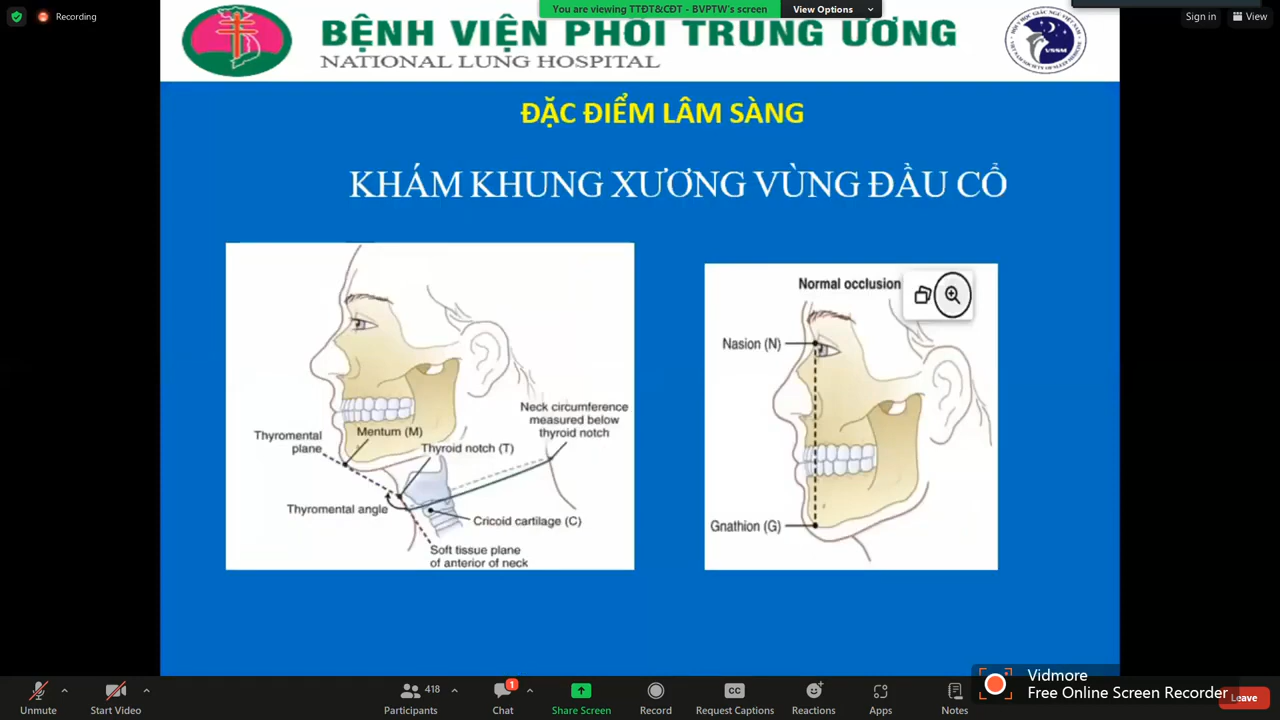 Recording
You are viewing TTĐT&CĐT - BVPTW's screen
View Options
Sign in
View
BỆNH VIỆN PHỔI TRUNG ƯƠNG
NATIONAL LUNG HOSPITAL
ĐẶC ĐIỂM LÂM SÀNG
KHÁM KHUNG XƯƠNG VÙNG ĐẦU CỔ
Neck circumference
measured below
thyroid notch
Thyromental
plane
Mentum (M)
Thyroid notch (T)
Thyromental angle
Cricoid cartilage (C)
Soft tissue plane
of anterior of neck
Normal occlusion
Nasion (N)
Gnathion (G)
Vidmore
Free Online Screen Recorder
Unmute
Start Video
418
Participants
1
Chat
Share Screen
Record
CC
Request Captions
Reactions
Apps
Notes
Leave